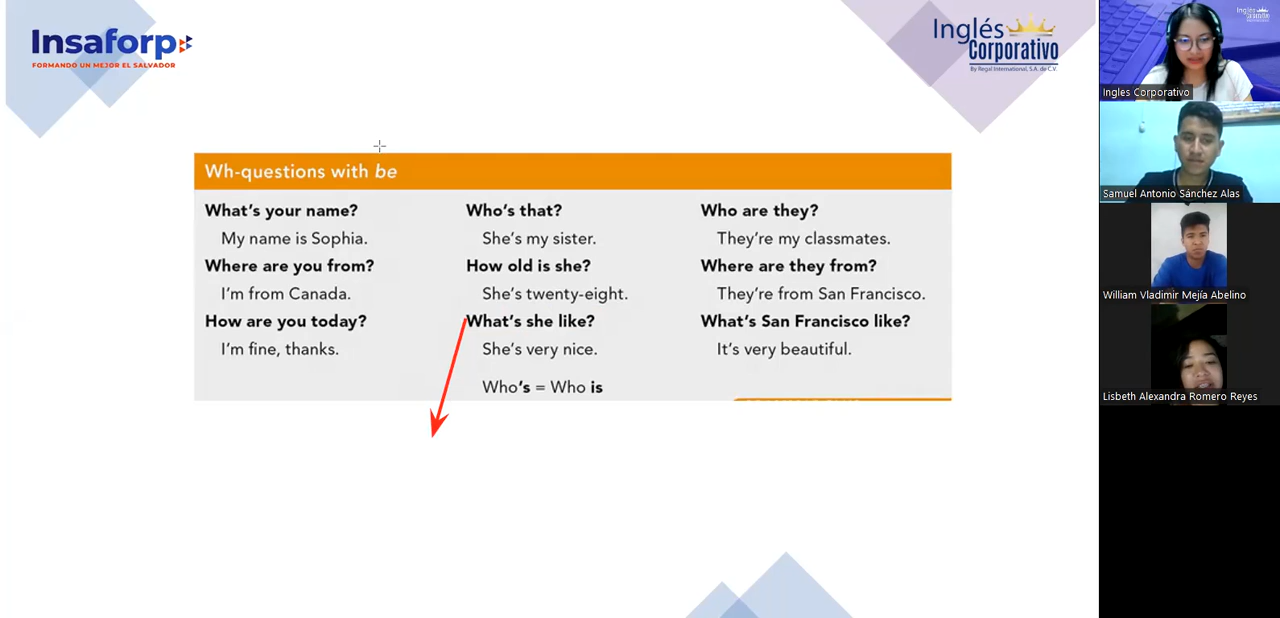 Insaforp
FORMANDO UN MEJOR EL SALVADOR
Inglés
Corporativo
By Regal International, S.A. de C.V.
Wh-questions with be
What's your name?
My name is Sophia.
Where are you from?
I'm from Canada.
How are you today?
I'm fine, thanks.
Who's that?
She's my sister.
How old is she?
She's twenty-eight.
What's she like?
She's very nice.
Who's = Who is
Who are they?
They're my classmates.
Where are they from?
They're from San Francisco.
What's San Francisco like?
It's very beautiful.
Inglés
Ingles Corporativo
Samuel Antonio Sánchez Alas
William Vladimir Mejía Abelino
Lisbeth Alexandra Romero Reyes